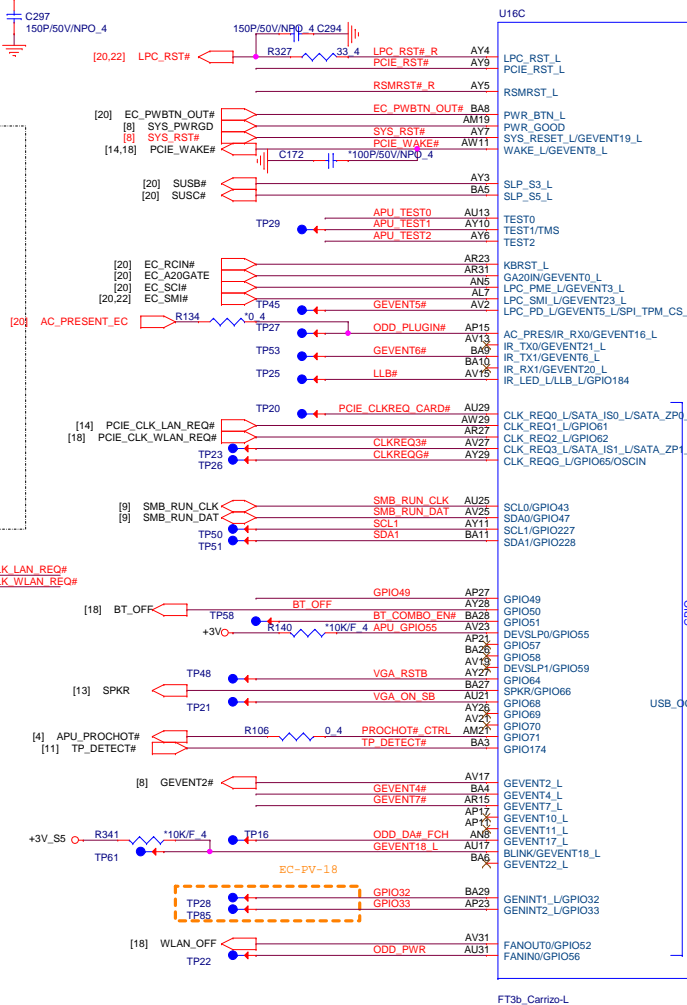 C297
150P/50V/NPO_4
150P/50V/NPO_4 C294
U16C
[20,22] LPC_RST# R327 33_4 LPC_RST#_R AY4 LPC_RST_L
PCIE_RST# AY9 PCIE_RST_L
RSMRST#_R AY5 RSMRST_L
[20] EC_PWBTN_OUT# EC_PWBTN_OUT# BA8 PWR_BTN_L
[8] SYS_PWRGD AM19 PWR_GOOD
[8] SYS_RST# SYS_RST# AY7 SYS_RESET_L/GEVENT19_L
[14,18] PCIE_WAKE# PCIE_WAKE# AW11 WAKE_L/GEVENT8_L
C172 *100P/50V/NPO_4
[20] SUSB# AY3 SLP_S3_L
[20] SUSC# BA5 SLP_S5_L
APU_TEST0 AU13 TEST0
TP29 APU_TEST1 AY10 TEST1/TMS
APU_TEST2 AY6 TEST2
[20] EC_RCIN# AR23 KBRST_L
[20] EC_A20GATE AR31 GA20IN/GEVENT0_L
[20] EC_SCI# AN5 LPC_PME_L/GEVENT3_L
[20,22] EC_SMI# AL7 LPC_SMI_L/GEVENT23_L
TP45 GEVENT5# AV2 LPC_PD_L/GEVENT5_L/SPI_TPM_CS_
[20] AC_PRESENT_EC R134 *0_4
TP27 ODD_PLUGIN# AP15 AC_PRES/IR_RX0/GEVENT16_L
AV13 IR_TX0/GEVENT21_L
TP53 GEVENT6# BA9 IR_TX1/GEVENT6_L
BA10 IR_RX1/GEVENT20_L
TP25 LLB# AV15 IR_LED_L/LLB_L/GPIO184
TP20 PCIE_CLKREQ_CARD# AU29 CLK_REQ0_L/SATA_IS0_L/SATA_ZP0_
[14] PCIE_CLK_LAN_REQ# AW29 CLK_REQ1_L/GPIO61
[18] PCIE_CLK_WLAN_REQ# AR27 CLK_REQ2_L/GPIO62
TP23 CLKREQ3# AV27 CLK_REQ3_L/SATA_IS1_L/SATA_ZP1_
TP26 CLKREQG# AY29 CLK_REQG_L/GPIO65/OSCIN
[9] SMB_RUN_CLK SMB_RUN_CLK AU25 SCL0/GPIO43
[9] SMB_RUN_DAT SMB_RUN_DAT AV25 SDA0/GPIO47
TP50 SCL1 AY11 SCL1/GPIO227
TP51 SDA1 BA11 SDA1/GPIO228
K_LAN_REQ#
LK_WLAN_REQ#
GPIO49 AP27 GPIO49
[18] BT_OFF BT_OFF AY28 GPIO50
TP58 BT_COMBO_EN# BA28 GPIO51
+3V R140 *10K/F_4 APU_GPIO55 AV23 DEVSLP0/GPIO55
AP21 GPIO57
BA26 GPIO58
AV19 DEVSLP1/GPIO59
TP48 VGA_RSTB AY27 GPIO64
[13] SPKR BA27 SPKR/GPIO66
TP21 VGA_ON_SB AU21 GPIO68
USB_OC
AY26 GPIO69
AV21 GPIO70
[4] APU_PROCHOT# R106 0_4 PROCHOT#_CTRL AM21 GPIO71
[11] TP_DETECT# TP_DETECT# BA3 GPIO174
[8] GEVENT2# AV17 GEVENT2_L
GEVENT4# BA4 GEVENT4_L
GEVENT7# AR15 GEVENT7_L
AP17 GEVENT10_L
AP11 GEVENT11_L
+3V_S5 R341 *10K/F_4 TP16 ODD_DA#_FCH AN8 GEVENT17_L
TP61 GEVENT18_L AU17 BLINK/GEVENT18_L
BA6 GEVENT22_L
EC-PV-18
TP28 GPIO32 BA29 GENINT1_L/GPIO32
TP85 GPIO33 AP23 GENINT2_L/GPIO33
[18] WLAN_OFF AV31 FANOUT0/GPIO52
TP22 ODD_PWR AU31 FANIN0/GPIO56
FT3b_Carrizo-L